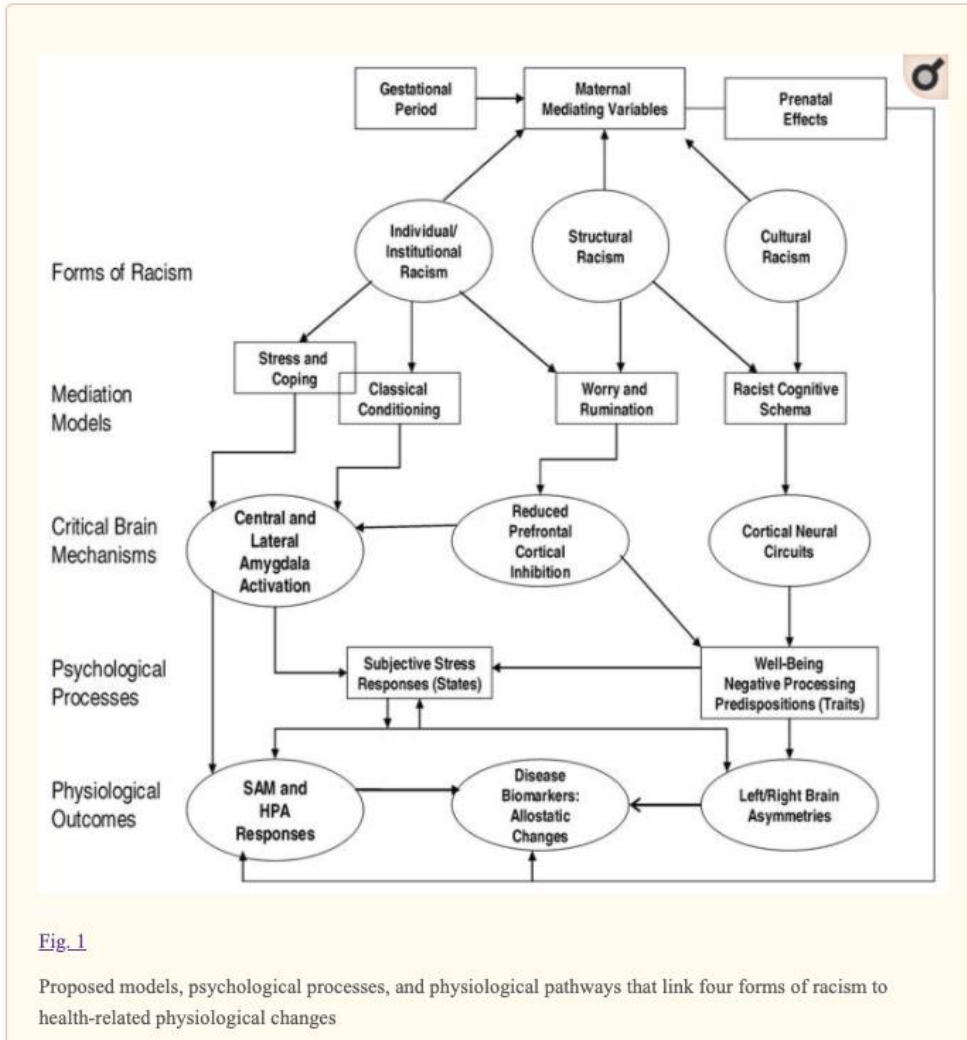 Gestational
Period
Maternal
Mediating Variables
Prenatal
Effects
Forms of Racism
Individual/
Institutional
Racism
Structural
Racism
Cultural
Racism
Mediation
Models
Stress and
Coping
Classical
Conditioning
Worry and
Rumination
Racist Cognitive
Schema
Critical Brain
Mechanisms
Central and
Lateral
Amygdala
Activation
Reduced
Prefrontal
Cortical
Inhibition
Cortical Neural
Circuits
Psychological
Processes
Subjective Stress
Responses (States)
Well-Being
Negative Processing
Predispositions (Traits)
Physiological
Outcomes
SAM and
HPA
Responses
Disease
Biomarkers:
Allostatic
Changes
Left/Right Brain
Asymmetries
Fig. 1
Proposed models, psychological processes, and physiological pathways that link four forms of racism to
health-related physiological changes